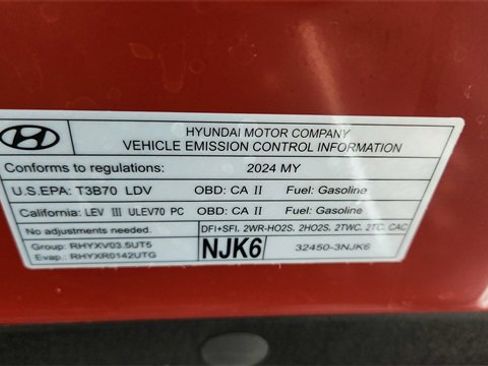 HYUNDAI MOTOR COMPANY
VEHICLE EMISSION CONTROL INFORMATION
Conforms to regulations: 2024 MY
U.S.EPA: T3B70 LDV OBD: CA II Fuel: Gasoline
California: LEV III ULEV70 PC OBD: CA II Fuel: Gasoline
No adjustments needed. DFI+SFI, 2WR-HO2S, 2HO2S, 2TWC, 2TC, CAC
Group: RHYXV03.5UT5 NJK6 32450-3NJK6
Evap.: RHYXR0142UTG